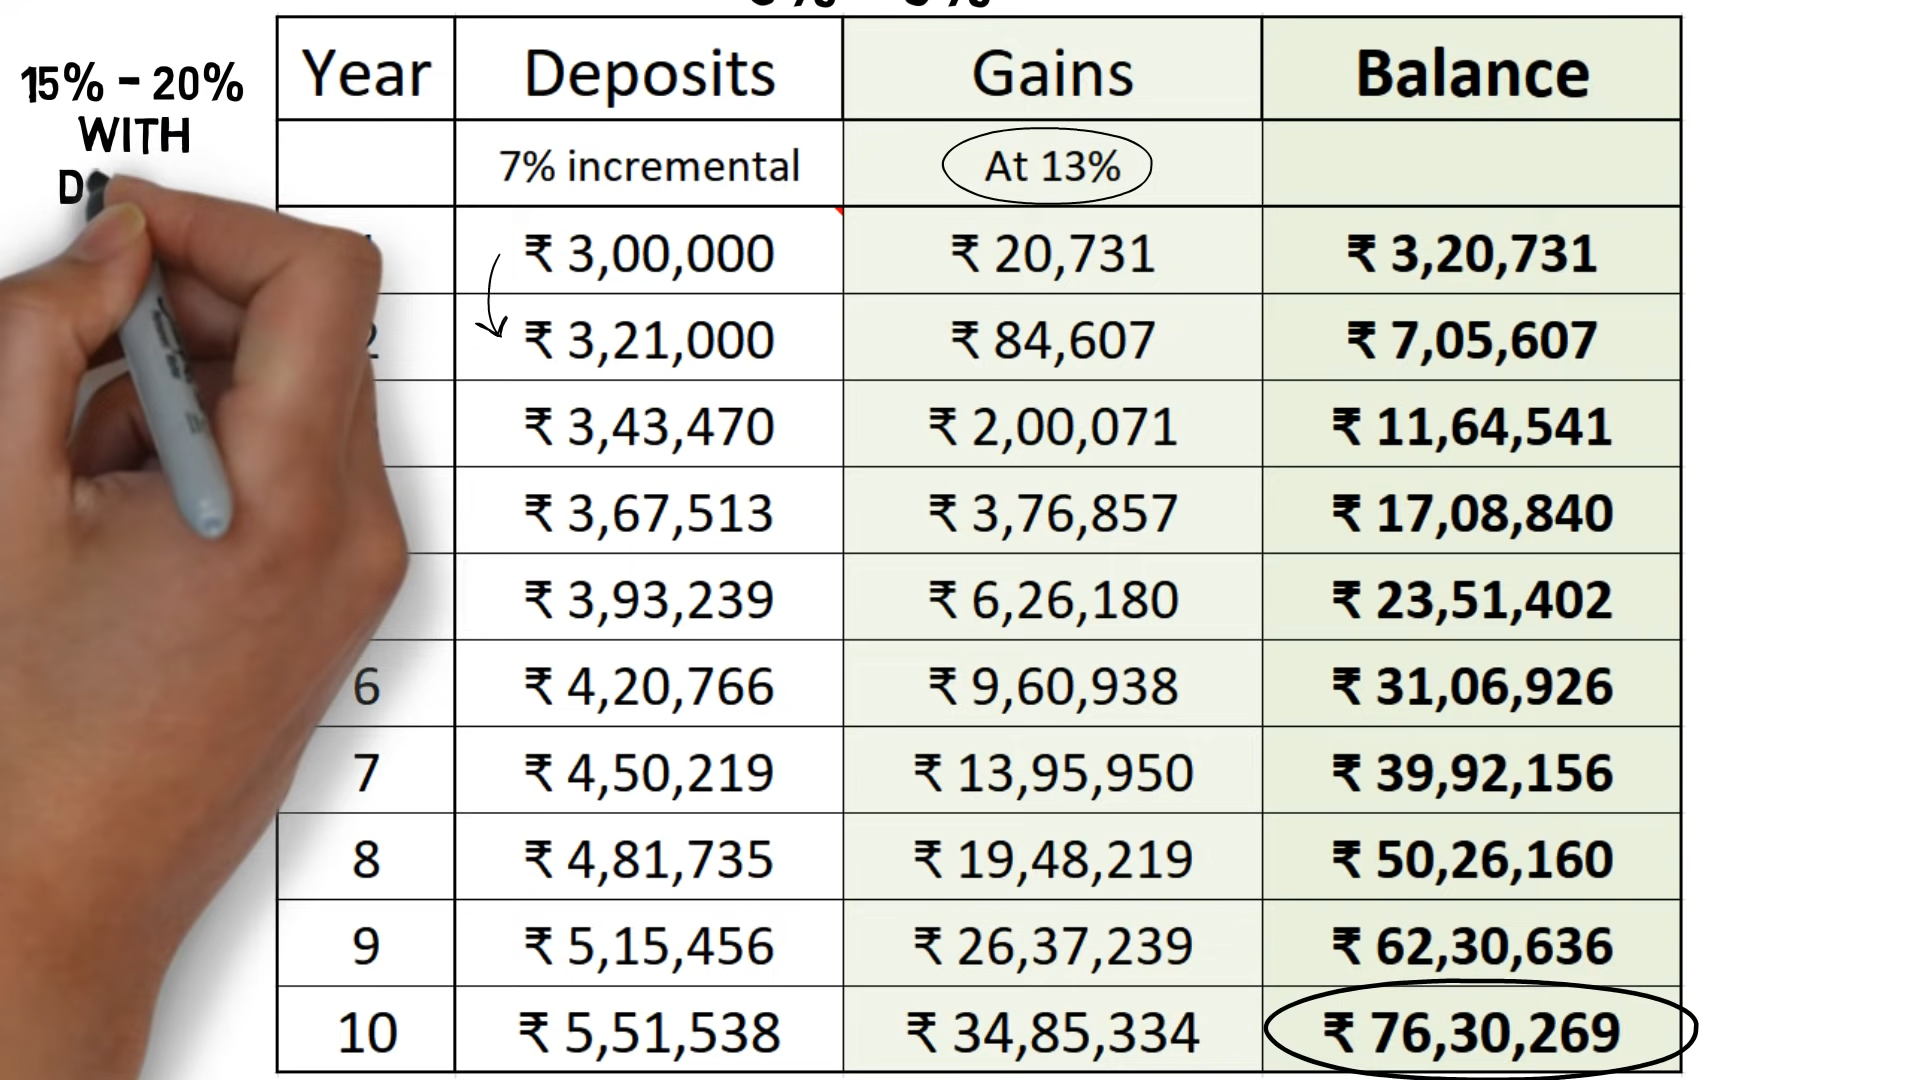 Year Deposits Gains Balance
15% - 20%
WITH
D
7% incremental At 13%
₹ 3,00,000 ₹ 20,731 ₹ 3,20,731
2 ₹ 3,21,000 ₹ 84,607 ₹ 7,05,607
₹ 3,43,470 ₹ 2,00,071 ₹ 11,64,541
₹ 3,67,513 ₹ 3,76,857 ₹ 17,08,840
₹ 3,93,239 ₹ 6,26,180 ₹ 23,51,402
6 ₹ 4,20,766 ₹ 9,60,938 ₹ 31,06,926
7 ₹ 4,50,219 ₹ 13,95,950 ₹ 39,92,156
8 ₹ 4,81,735 ₹ 19,48,219 ₹ 50,26,160
9 ₹ 5,15,456 ₹ 26,37,239 ₹ 62,30,636
10 ₹ 5,51,538 ₹ 34,85,334 ₹ 76,30,269